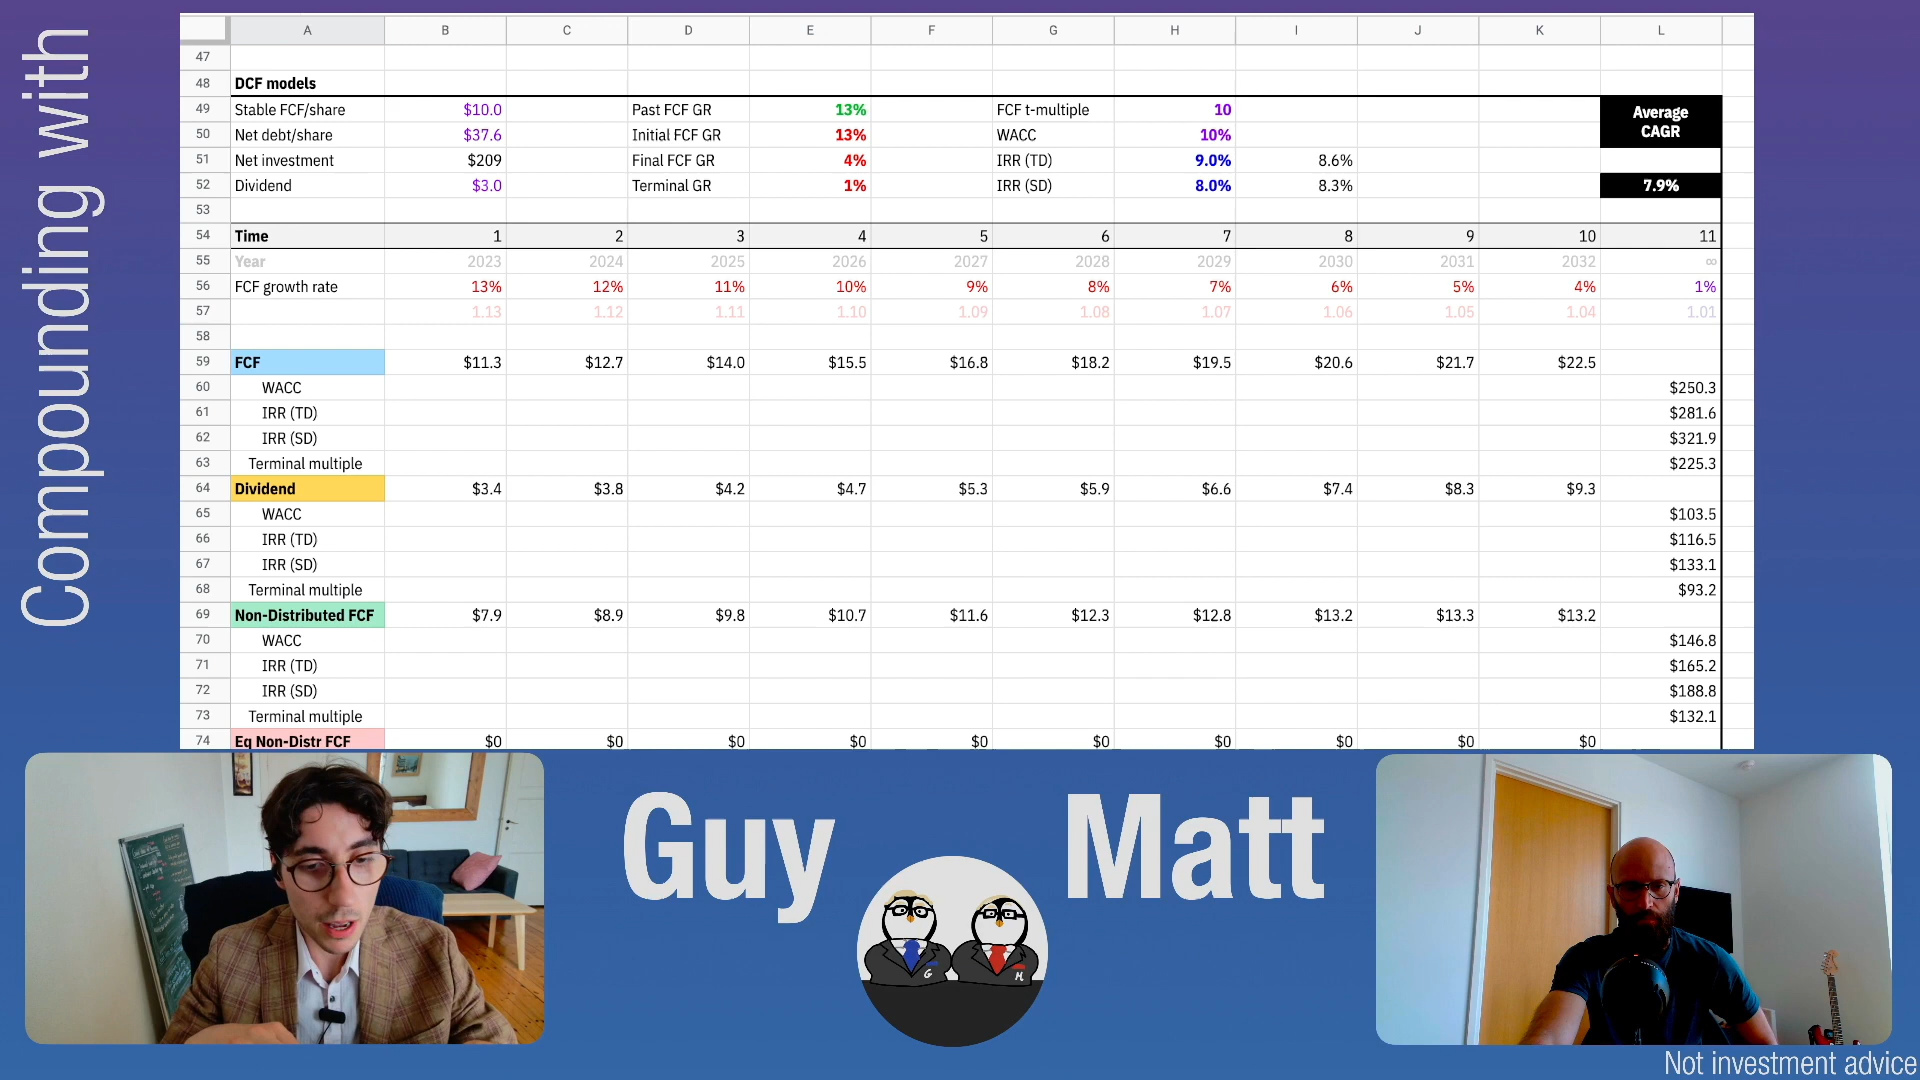 Compounding with
A B C D E F G H I J K L
47
48 DCF models
49 Stable FCF/share $10.0 Past FCF GR 13% FCF t-multiple 10 Average
50 Net debt/share $37.6 Initial FCF GR 13% WACC 10% CAGR
51 Net investment $209 Final FCF GR 4% IRR (TD) 9.0% 8.6%
52 Dividend $3.0 Terminal GR 1% IRR (SD) 8.0% 8.3% 7.9%
53
54 Time 1 2 3 4 5 6 7 8 9 10 11
55 Year 2023 2024 2025 2026 2027 2028 2029 2030 2031 2032 ∞
56 FCF growth rate 13% 12% 11% 10% 9% 8% 7% 6% 5% 4% 1%
57 1.13 1.12 1.11 1.10 1.09 1.08 1.07 1.06 1.05 1.04 1.01
58
59 FCF $11.3 $12.7 $14.0 $15.5 $16.8 $18.2 $19.5 $20.6 $21.7 $22.5
60 WACC $250.3
61 IRR (TD) $281.6
62 IRR (SD) $321.9
63 Terminal multiple $225.3
64 Dividend $3.4 $3.8 $4.2 $4.7 $5.3 $5.9 $6.6 $7.4 $8.3 $9.3
65 WACC $103.5
66 IRR (TD) $116.5
67 IRR (SD) $133.1
68 Terminal multiple $93.2
69 Non-Distributed FCF $7.9 $8.9 $9.8 $10.7 $11.6 $12.3 $12.8 $13.2 $13.3 $13.2
70 WACC $146.8
71 IRR (TD) $165.2
72 IRR (SD) $188.8
73 Terminal multiple $132.1
74 Eq Non-Distr FCF $0 $0 $0 $0 $0 $0 $0 $0 $0 $0
Guy Matt
G M
Not investment advice